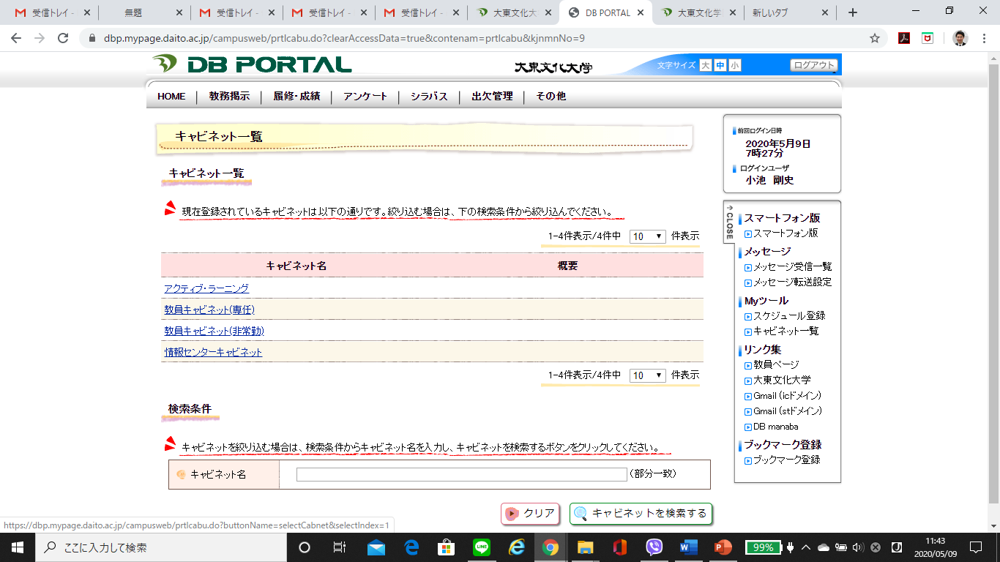 受信トレイ - 無題 受信トレイ - 受信トレイ - 受信トレイ - 大東文化大 DB PORTAL 大東文化学 新しいタブ
dbp.mypage.daito.ac.jp/campusweb/prtlcabu.do?clearAccessData=true&contenam=prtlcabu&kjnmnNo=9
DB PORTAL 大東文化大学 文字サイズ 大 中 小 ログアウト
HOME 教務掲示 履修・成績 アンケート シラバス 出欠管理 その他
キャビネット一覧
キャビネット一覧
現在登録されているキャビネットは以下の通りです。絞り込む場合は、下の検索条件から絞り込んでください。
1-4件表示/4件中 10 件表示
キャビネット名 概要
アクティブ・ラーニング
教員キャビネット(専任)
教員キャビネット(非常勤)
情報センターキャビネット
1-4件表示/4件中 10 件表示
検索条件
キャビネットを絞り込む場合は、検索条件からキャビネット名を入力し、キャビネットを検索するボタンをクリックしてください。
キャビネット名 (部分一致)
クリア キャビネットを検索する
前回ログイン日時
2020年5月9日
7時27分
ログインユーザ
小池 剛史
CLOSE
スマートフォン版
スマートフォン版
メッセージ
メッセージ受信一覧
メッセージ転送設定
Myツール
スケジュール登録
キャビネット一覧
リンク集
教員ページ
大東文化大学
Gmail (icドメイン)
Gmail (stドメイン)
DB manaba
ブックマーク登録
ブックマーク登録
https://dbp.mypage.daito.ac.jp/campusweb/prtlcabu.do?buttonName=selectCabnet&selectIndex=1
ここに入力して検索
99%
11:43
2020/05/09